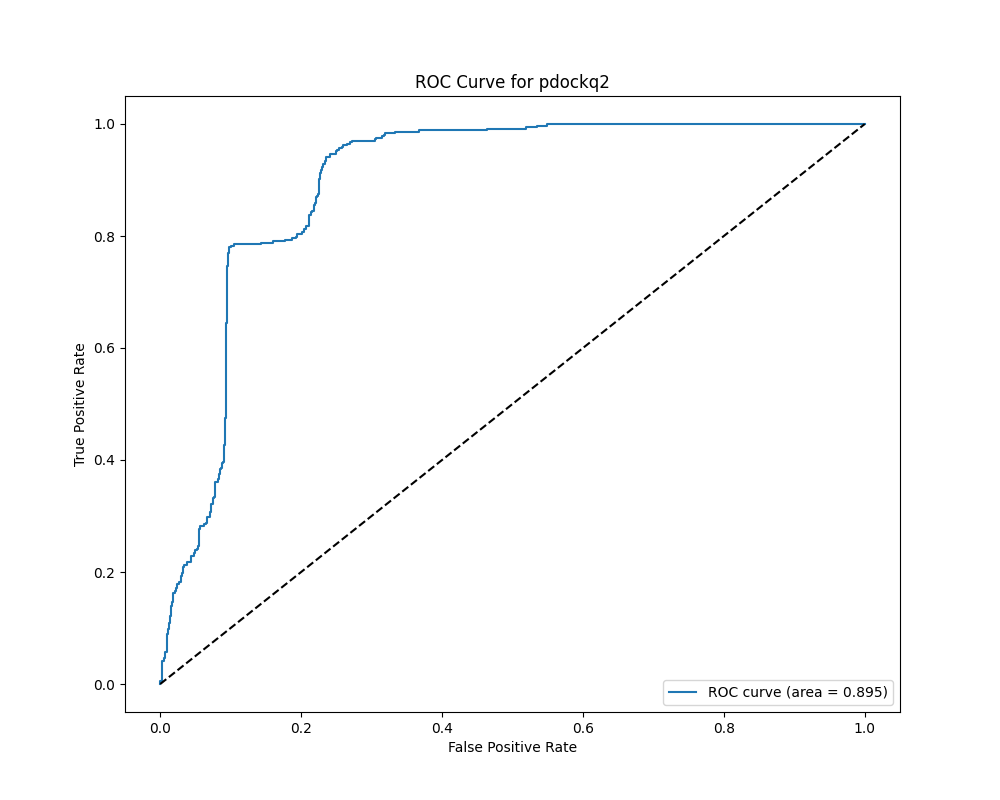 ROC Curve for pdockq2
True Positive Rate
1.0
0.8
0.6
0.4
0.2
0.0
0.0 0.2 0.4 0.6 0.8 1.0
False Positive Rate
ROC curve (area = 0.895)